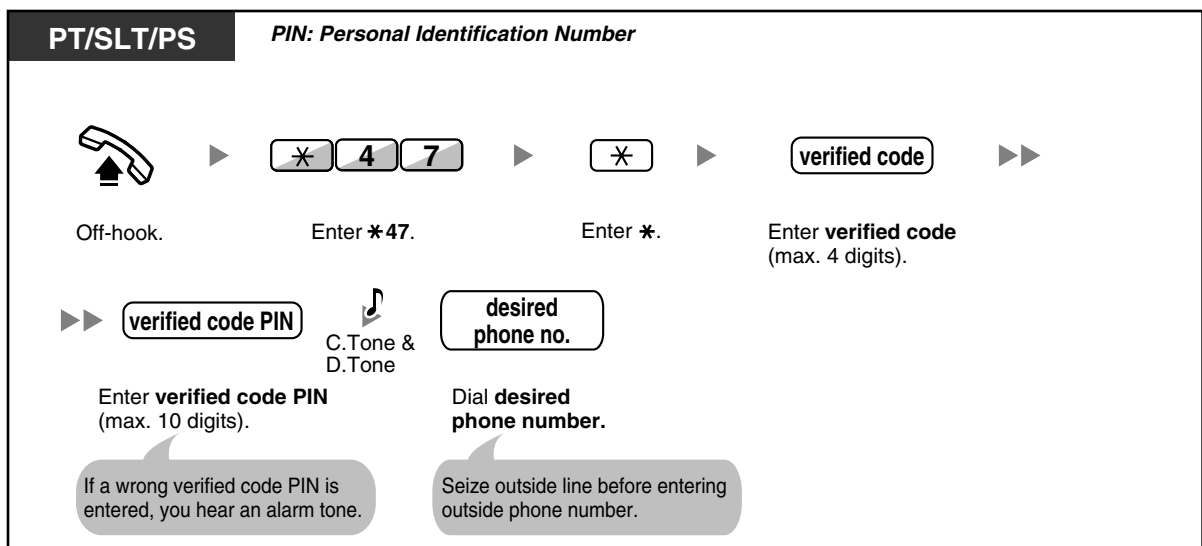 PT/SLT/PS
PIN: Personal Identification Number
* 4 7
*
verified code
Off-hook.
Enter *47.
Enter *.
Enter verified code
(max. 4 digits).
verified code PIN
C.Tone &
D.Tone
desired
phone no.
Enter verified code PIN
(max. 10 digits).
Dial desired
phone number.
If a wrong verified code PIN is
entered, you hear an alarm tone.
Seize outside line before entering
outside phone number.